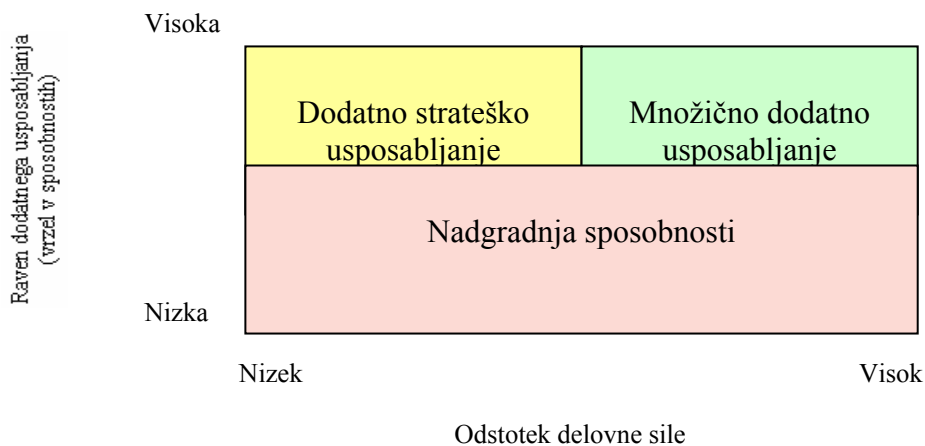 Visoka
Raven dodatnega usposabljanja
(vrzel v sposobnostih)
Dodatno strateško
usposabljanje
Množično dodatno
usposabljanje
Nadgradnja sposobnosti
Nizka
Nizek
Visok
Odstotek delovne sile